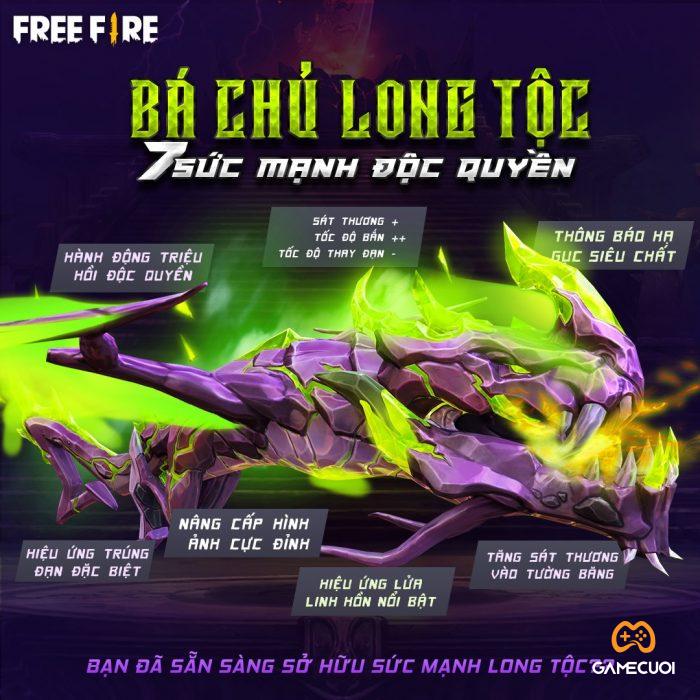 FREE FIRE
BÁ CHỦ LONG TỘC
7 SỨC MẠNH ĐỘC QUYỀN
SÁT THƯƠNG +
TỐC ĐỘ BẮN ++
TỐC ĐỘ THAY ĐẠN -
HÀNH ĐỘNG TRIỆU
HỒI ĐỘC QUYỀN
THÔNG BÁO HẠ
GỤC SIÊU CHẤT
NÂNG CẤP HÌNH
ẢNH CỰC ĐỈNH
HIỆU ỨNG TRÚNG
ĐẠN ĐẶC BIỆT
HIỆU ỨNG LỬA
LINH HỒN NỔI BẬT
TĂNG SÁT THƯƠNG
VÀO TƯỜNG BĂNG
BẠN ĐÃ SẴN SÀNG SỞ HỮU SỨC MẠNH LONG TỘC
GAMECUOI